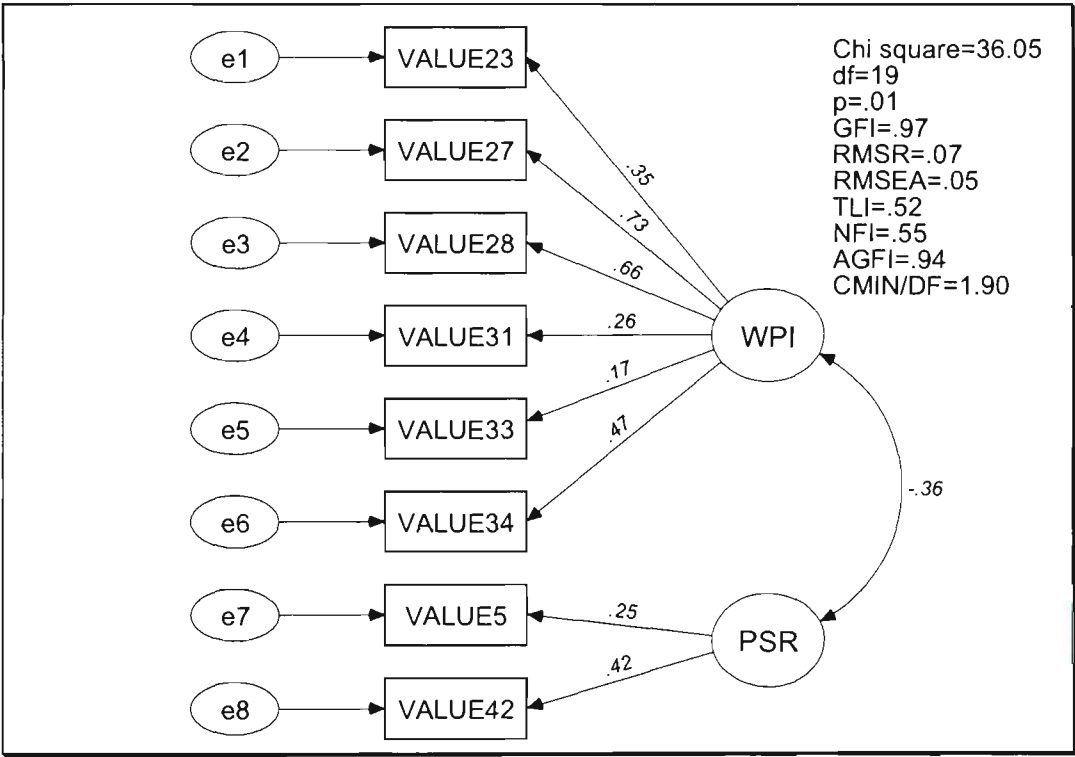 e1
VALUE23
e2
VALUE27
e3
VALUE28
e4
VALUE31
e5
VALUE33
e6
VALUE34
e7
VALUE5
e8
VALUE42
.35
.73
.66
.26
.17
.47
.25
.42
WPI
PSR
-.36
Chi square=36.05
df=19
p=.01
GFI=.97
RMSR=.07
RMSEA=.05
TLI=.52
NFI=.55
AGFI=.94
CMIN/DF=1.90